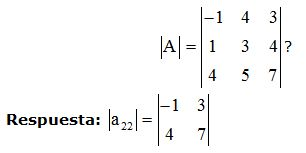 |A| = |−1 4 3|
|1 3 4| ?
|4 5 7|
Respuesta: |a₂₂| = |−1 3|
|4 7|